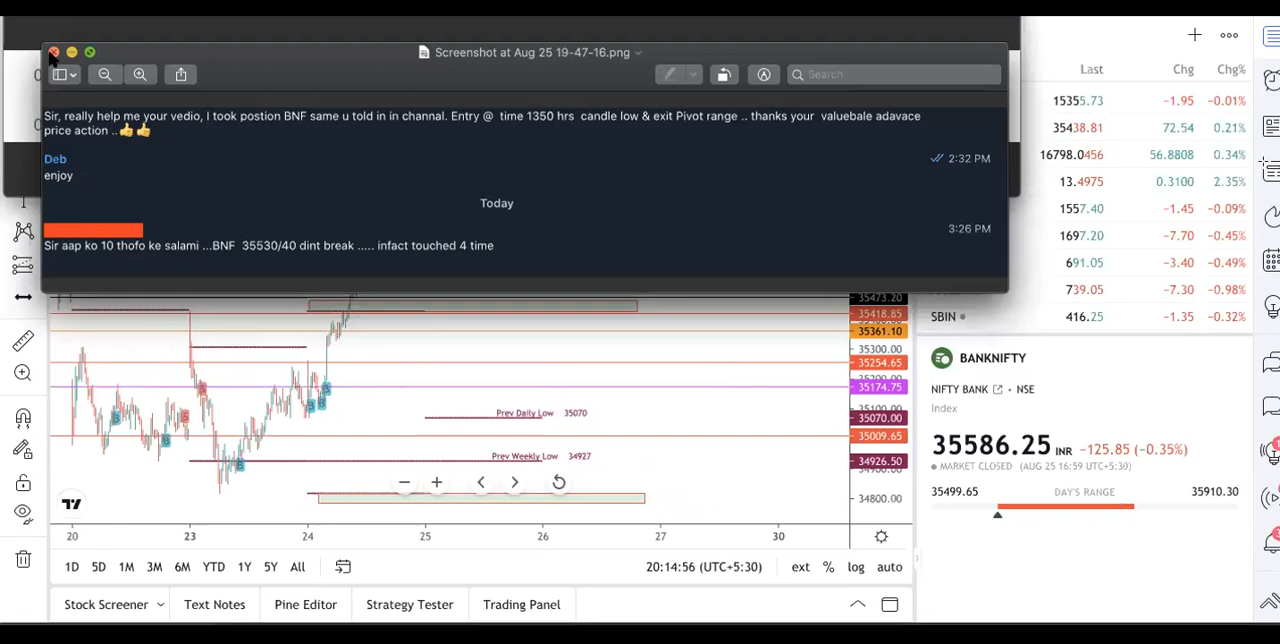 Screenshot at Aug 25 19-47-16.png
Search
Sir, really help me your vedio, I took postion BNF same u told in in channal. Entry @ time 1350 hrs candle low & exit Pivot range .. thanks your valuebale adavace
price action ..👍👍
Deb
2:32 PM
enjoy
Today
3:26 PM
Sir aap ko 10 thofo ke salami ...BNF 35530/40 dint break ..... infact touched 4 time
Last Chg Chg%
15355.73 −1.95 −0.01%
35438.81 72.54 0.21%
16798.0456 56.8808 0.34%
13.4975 0.3100 2.35%
1557.40 −1.45 −0.09%
1697.20 −7.70 −0.45%
691.05 −3.40 −0.49%
739.05 −7.30 −0.98%
SBIN 416.25 −1.35 −0.32%
35473.20
35418.85
35361.10
35300.00
35254.65
35174.75
35070.00
35009.65
34926.50
34800.00
Prev Daily Low 35070
Prev Weekly Low 34927
20 23 24 25 26 27 30
1D 5D 1M 3M 6M YTD 1Y 5Y All
20:14:56 (UTC+5:30) ext % log auto
Stock Screener Text Notes Pine Editor Strategy Tester Trading Panel
BANKNIFTY
NIFTY BANK • NSE
Index
35586.25 INR −125.85 (−0.35%)
MARKET CLOSED (AUG 25 16:59 UTC+5:30)
35499.65 DAY'S RANGE 35910.30